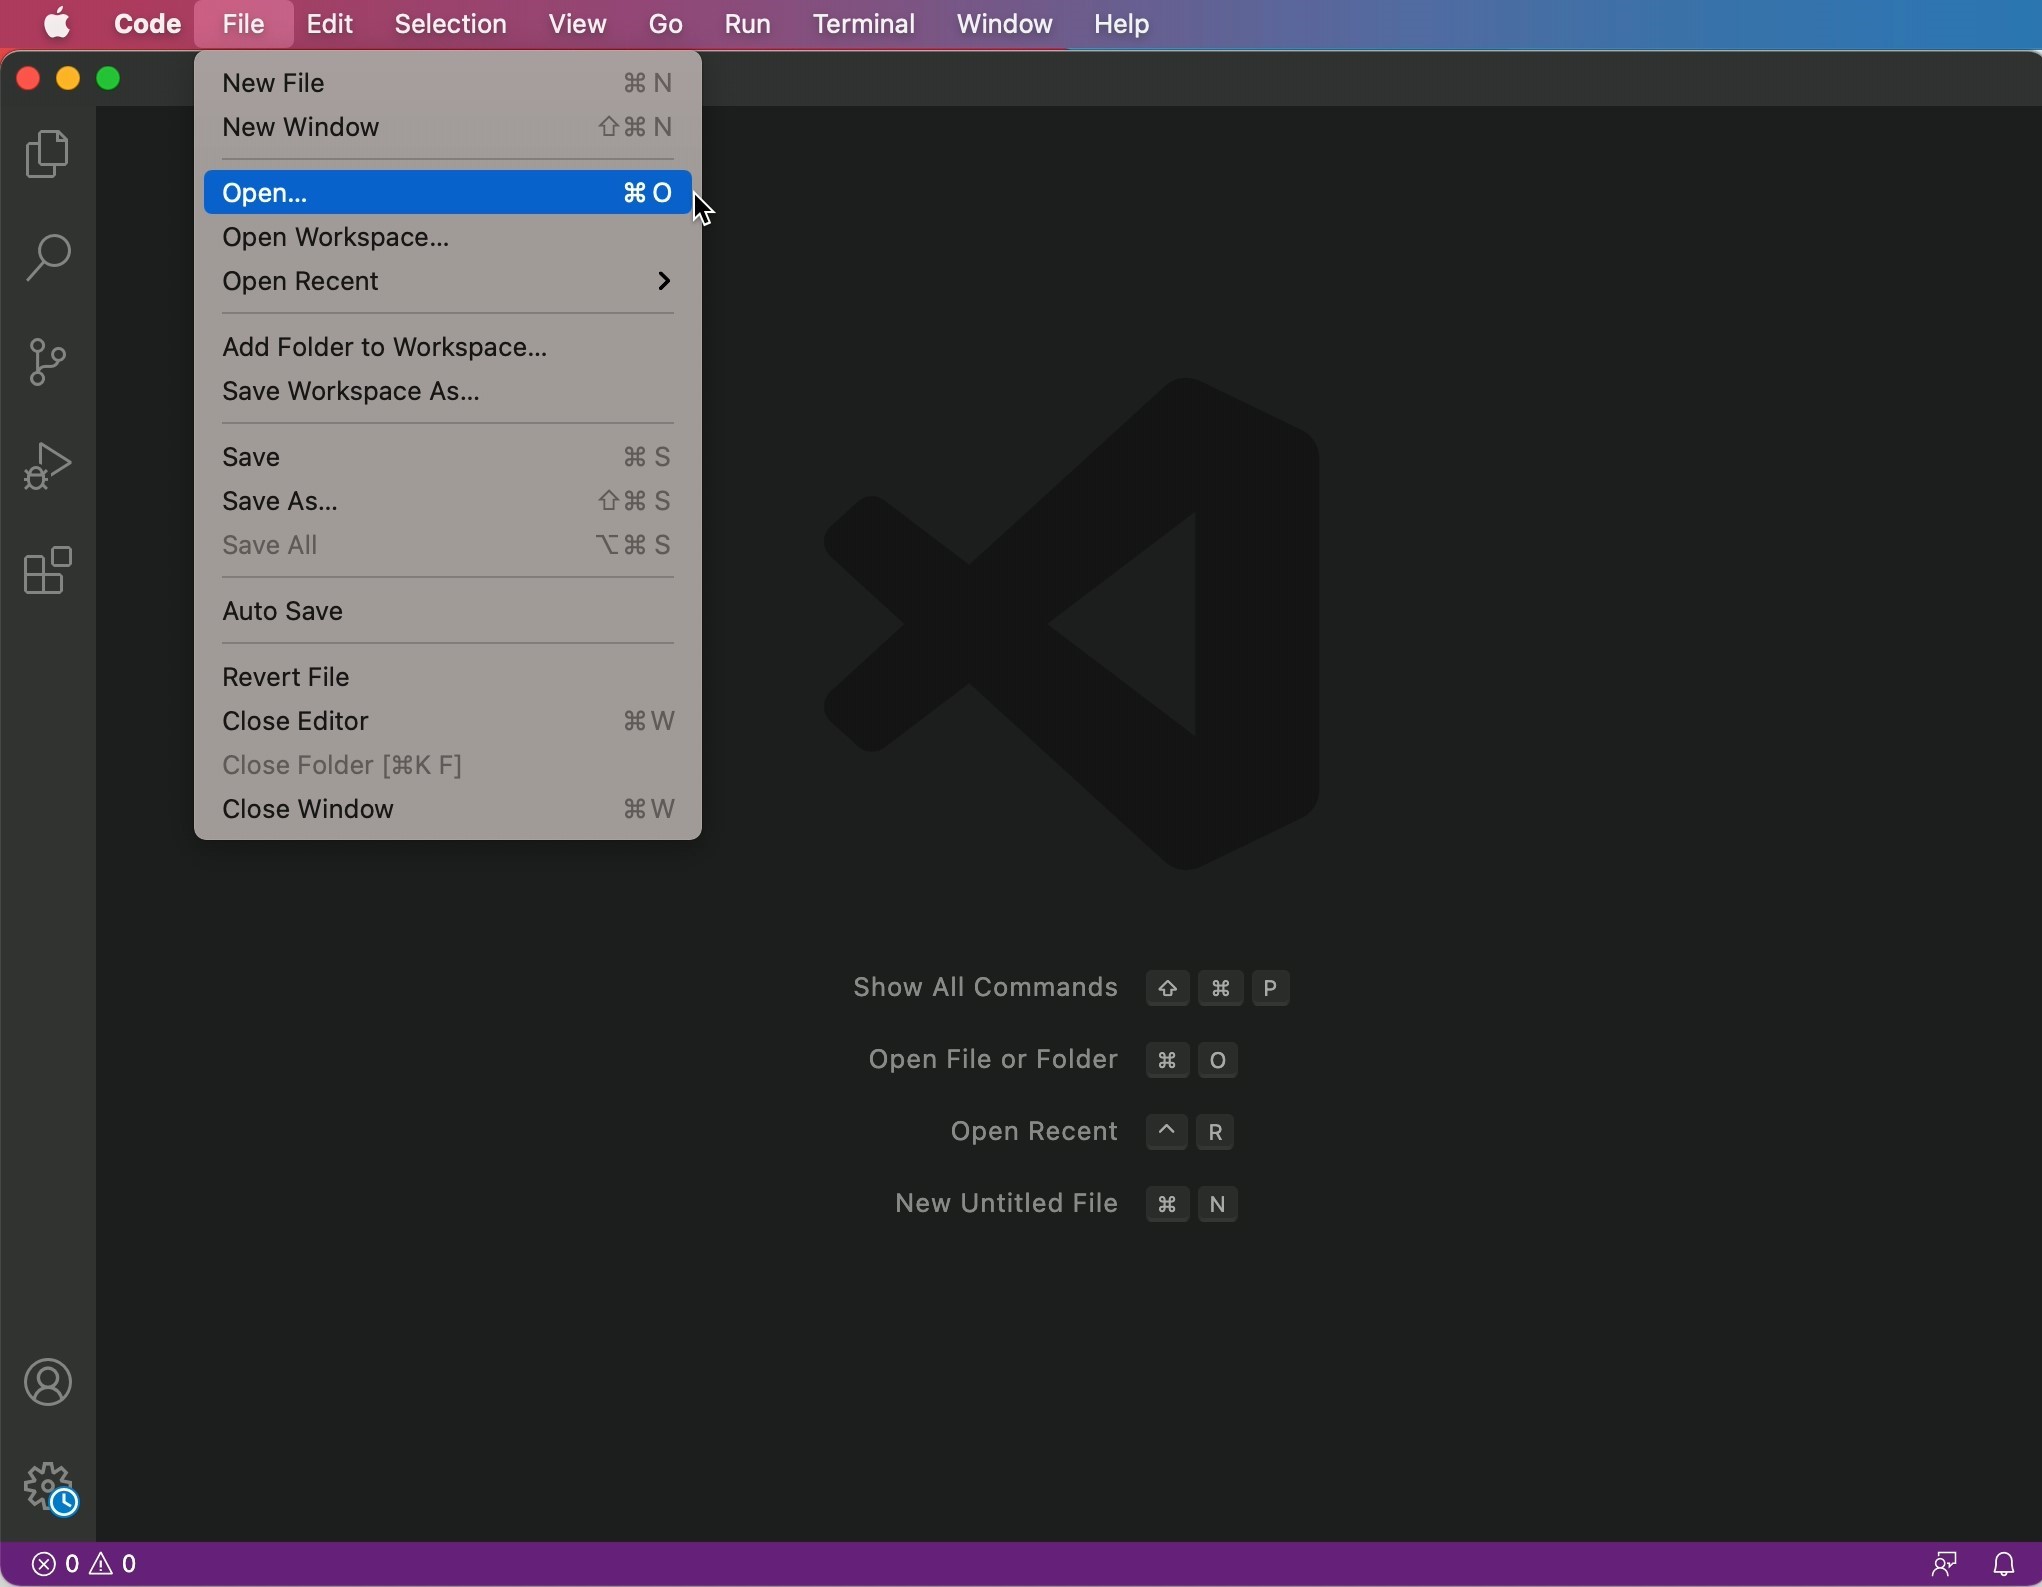 Code File Edit Selection View Go Run Terminal Window Help
New File ⌘ N
New Window ⇧⌘ N
Open... ⌘ O
Open Workspace...
Open Recent
Add Folder to Workspace...
Save Workspace As...
Save ⌘ S
Save As... ⇧⌘ S
Save All ⌥⌘ S
Auto Save
Revert File
Close Editor ⌘ W
Close Folder [⌘K F]
Close Window ⌘ W
Show All Commands ⇧ ⌘ P
Open File or Folder ⌘ O
Open Recent ^ R
New Untitled File ⌘ N
0 0